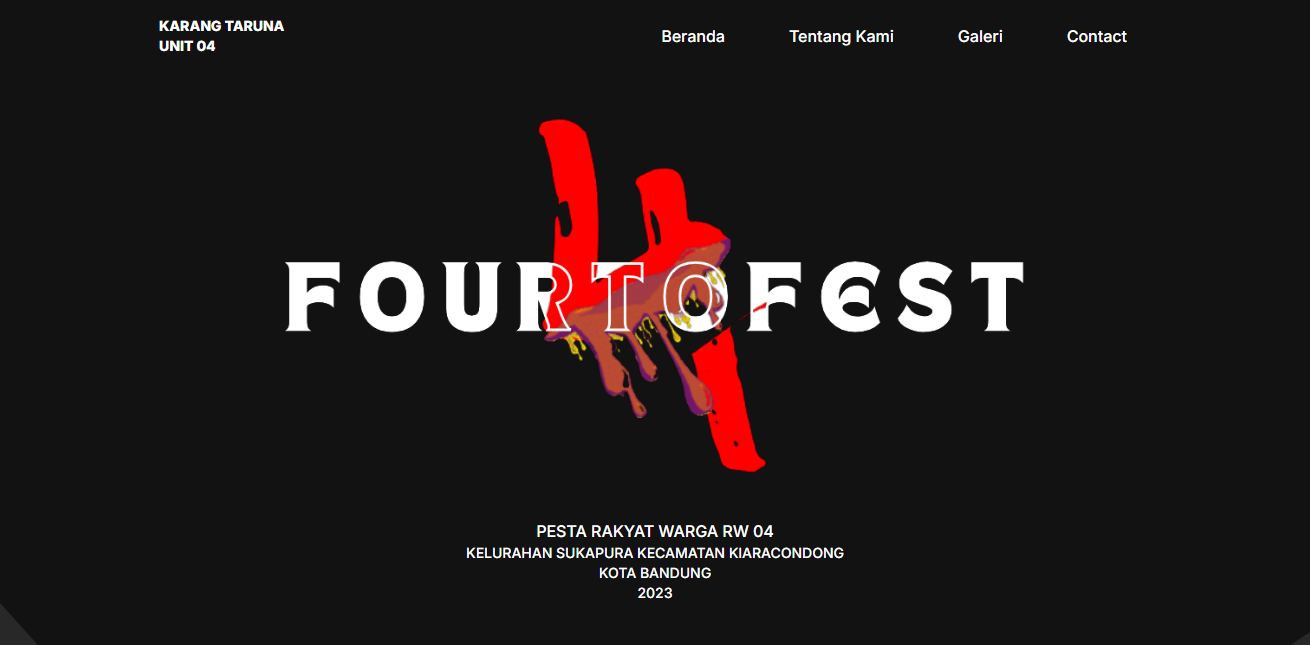 KARANG TARUNA
UNIT 04
Beranda Tentang Kami Galeri Contact
4
FOURTOFEST
PESTA RAKYAT WARGA RW 04
KELURAHAN SUKAPURA KECAMATAN KIARACONDONG
KOTA BANDUNG
2023